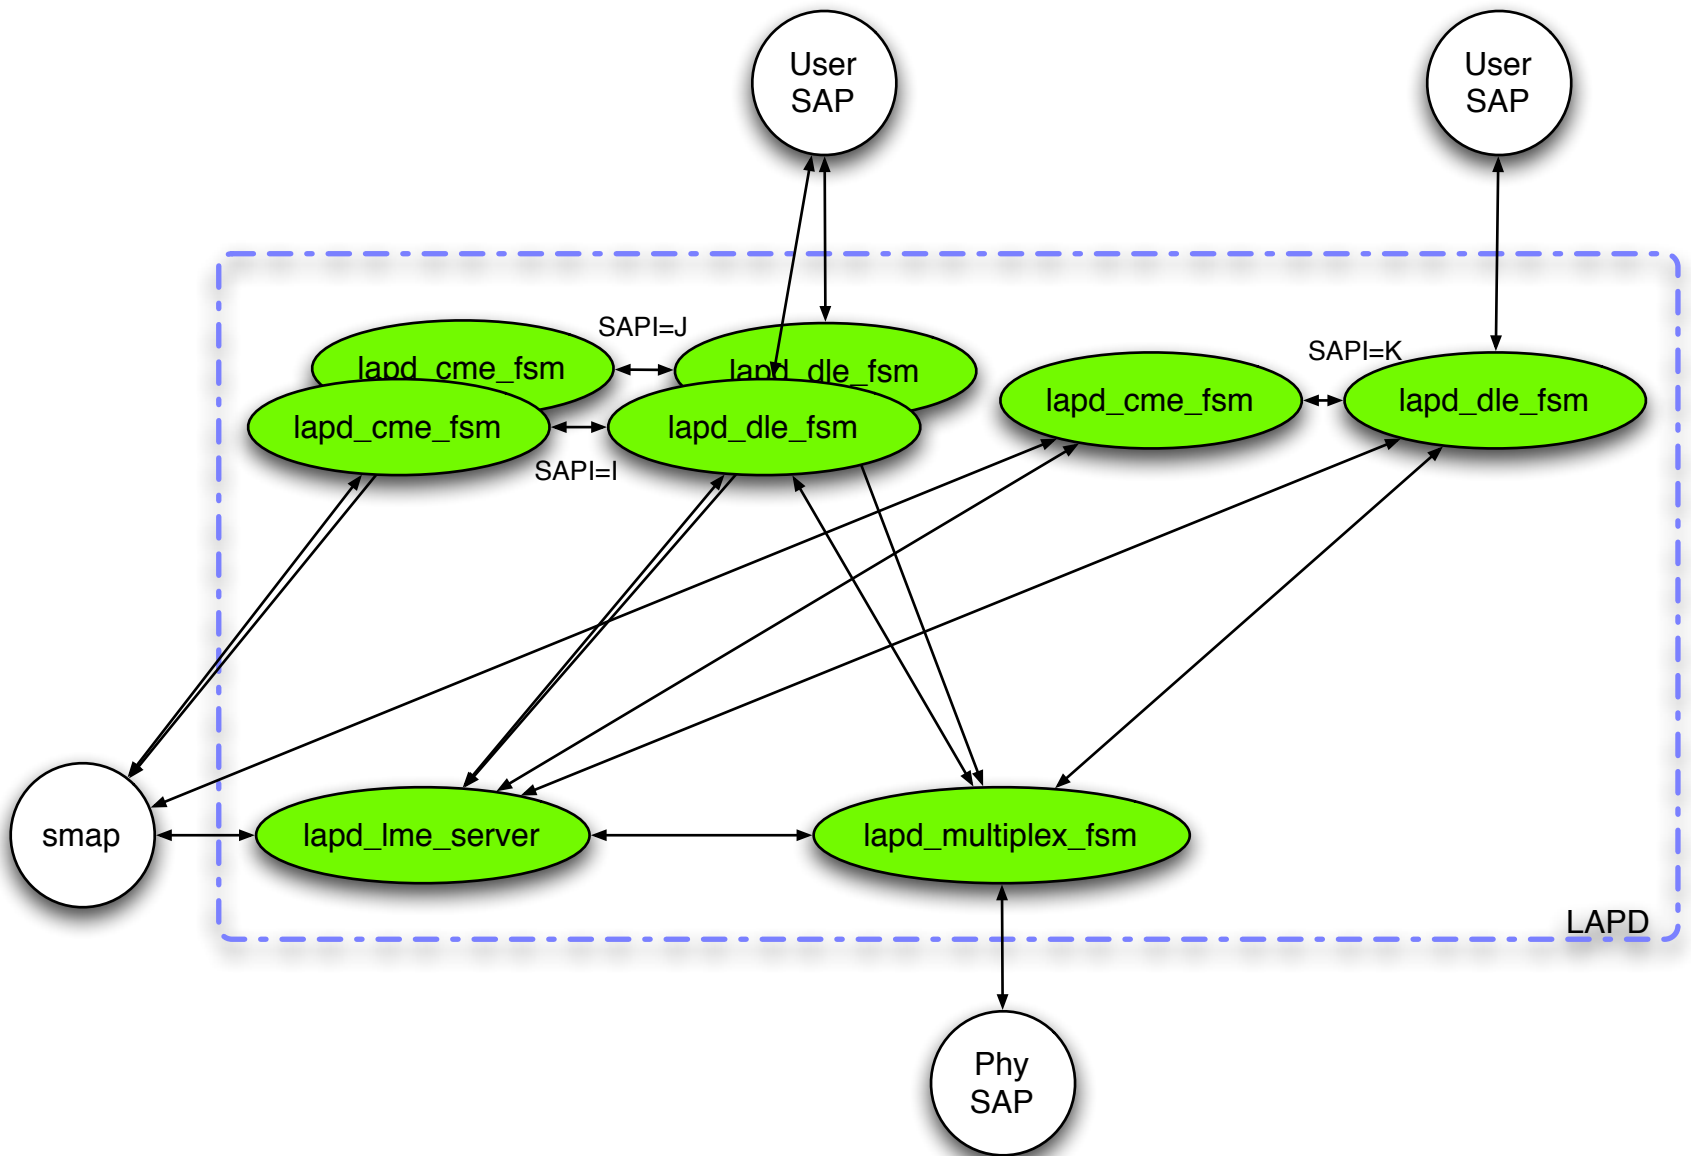 User
SAP
User
SAP
SAPI=J
lapd_cme_fsm
lapd_dle_fsm
SAPI=K
lapd_cme_fsm
lapd_dle_fsm
lapd_cme_fsm
lapd_dle_fsm
SAPI=I
smap
lapd_lme_server
lapd_multiplex_fsm
LAPD
Phy
SAP